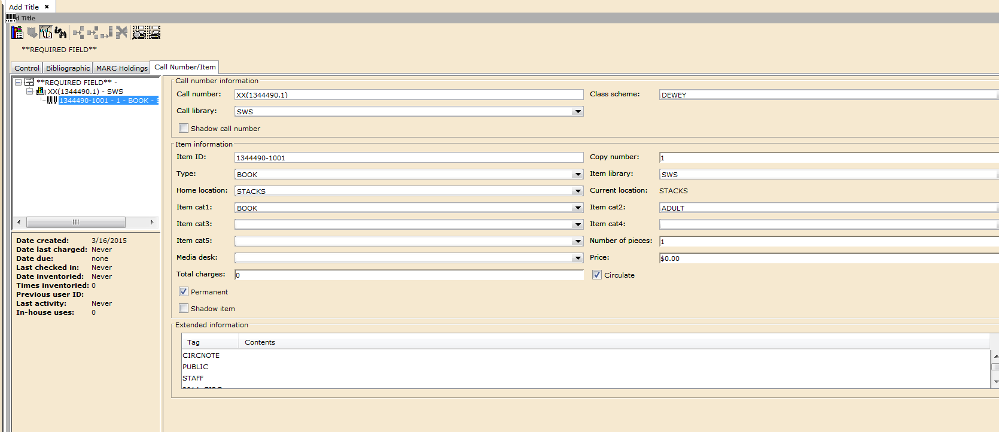 Add Title ×
d Title
**REQUIRED FIELD**
Control Bibliographic MARC Holdings Call Number/Item
**REQUIRED FIELD** -
XX(1344490.1) - SWS
1344490-1001 - 1 - BOOK - S
Date created: 3/16/2015
Date last charged: Never
Date due: none
Last checked in: Never
Date inventoried: Never
Times inventoried: 0
Previous user ID:
Last activity: Never
In-house uses: 0
Call number information
Call number: XX(1344490.1) Class scheme: DEWEY
Call library: SWS
Shadow call number
Item information
Item ID: 1344490-1001 Copy number: 1
Type: BOOK Item library: SWS
Home location: STACKS Current location: STACKS
Item cat1: BOOK Item cat2: ADULT
Item cat3: Item cat4:
Item cat5: Number of pieces: 1
Media desk: Price: $0.00
Total charges: 0 Circulate
Permanent
Shadow item
Extended information
Tag Contents
CIRCNOTE
PUBLIC
STAFF